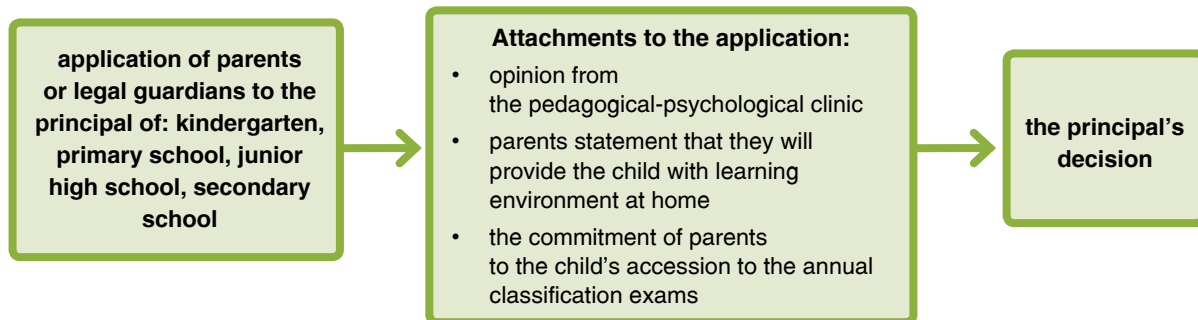 application of parents
or legal guardians to the
principal of: kindergarten,
primary school, junior
high school, secondary
school
Attachments to the application:
• opinion from
the pedagogical-psychological clinic
• parents statement that they will
provide the child with learning
environment at home
• the commitment of parents
to the child's accession to the annual
classification exams
the principal's
decision